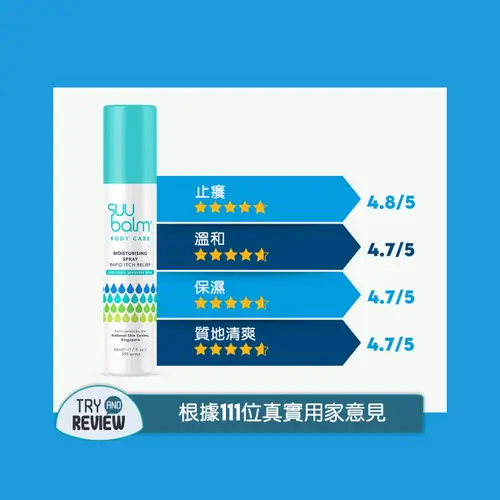 suu
balm
BODY CARE
MOISTURISING
SPRAY
RAPID ITCH RELIEF
Formulated by the
National Skin Centre,
Singapore
止癢
4.8/5
溫和
4.7/5
保濕
4.7/5
質地清爽
4.7/5
TRY AND
REVIEW
根據111位真實用家意見